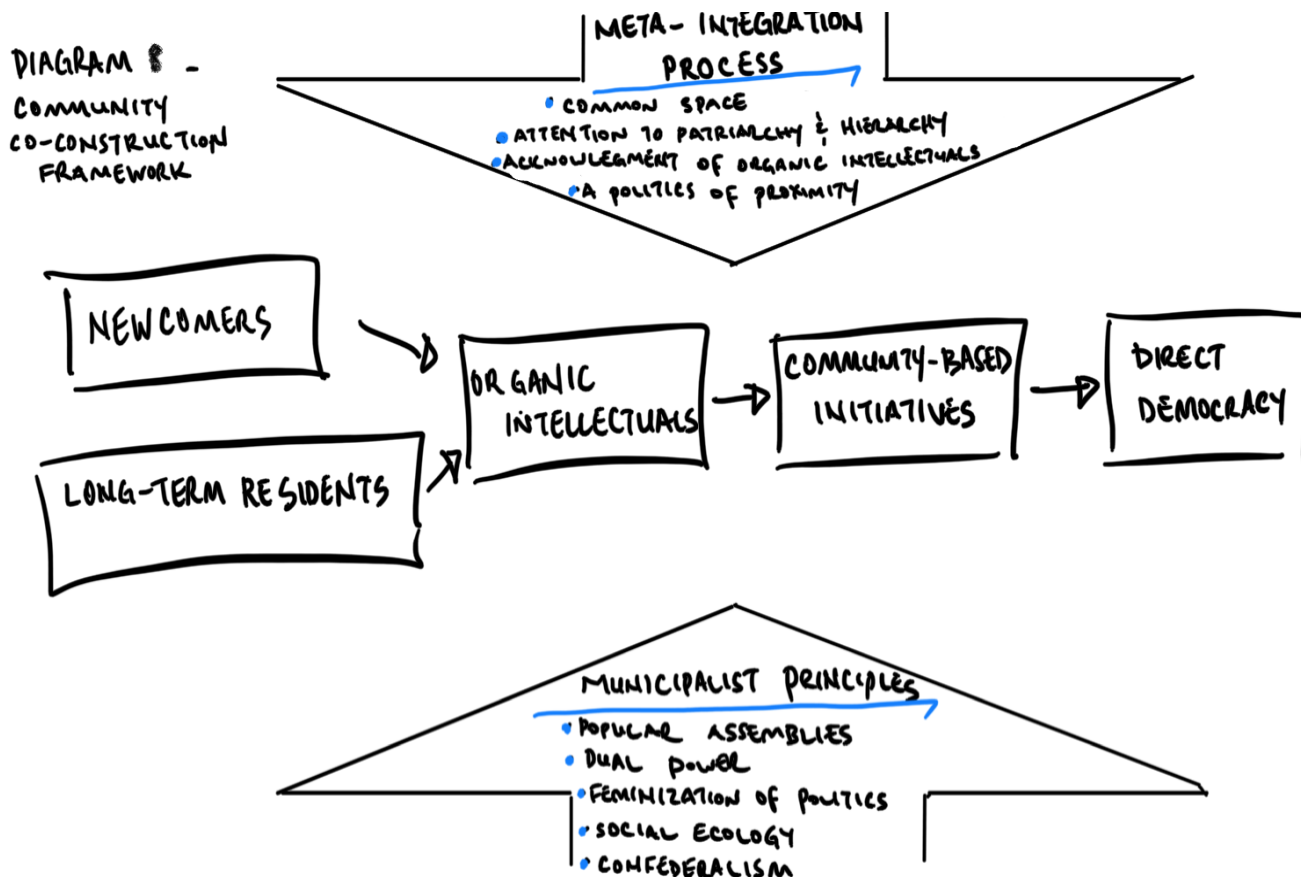 DIAGRAM 8 -
COMMUNITY
CO-CONSTRUCTION
FRAMEWORK
META-INTEGRATION
PROCESS
• COMMON SPACE
• ATTENTION TO PATRIARCHY & HIERARCHY
• ACKNOWLEGMENT OF ORGANIC INTELLECTUALS
• A POLITICS OF PROXIMITY
NEWCOMERS
LONG-TERM RESIDENTS
ORGANIC
INTELLECTUALS
COMMUNITY-BASED
INITIATIVES
DIRECT
DEMOCRACY
MUNICIPALIST PRINCIPLES
• POPULAR ASSEMBLIES
• DUAL POWER
• FEMINIZATION OF POLITICS
• SOCIAL ECOLOGY
• CONFEDERALISM